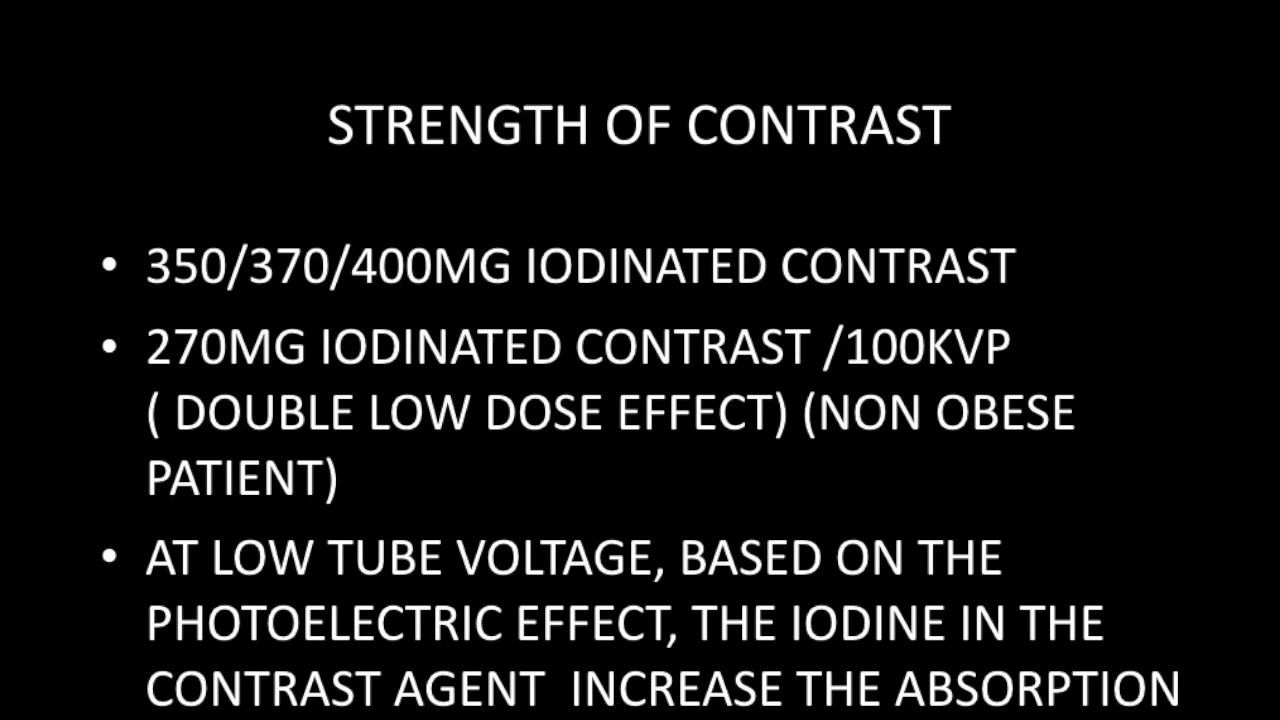 STRENGTH OF CONTRAST
• 350/370/400MG IODINATED CONTRAST
• 270MG IODINATED CONTRAST /100KVP
( DOUBLE LOW DOSE EFFECT) (NON OBESE
PATIENT)
• AT LOW TUBE VOLTAGE, BASED ON THE
PHOTOELECTRIC EFFECT, THE IODINE IN THE
CONTRAST AGENT  INCREASE THE ABSORPTION